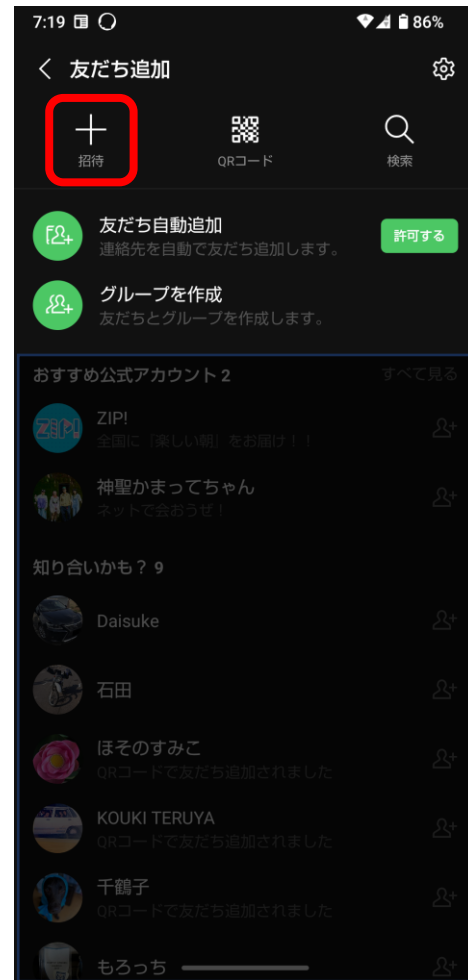 7:19 86%
友だち追加
招待 QRコード 検索
友だち自動追加
連絡先を自動で友だち追加します。
許可する
グループを作成
友だちとグループを作成します。
おすすめ公式アカウント 2 すべて見る
ZIP!
ZIP!
全国に「楽しい朝」をお届け！！
神聖かまってちゃん
ネットで会おうぜ！
知り合いかも？ 9
Daisuke
石田
ほそのすみこ
QRコードで友だち追加されました
KOUKI TERUYA
QRコードで友だち追加されました
千鶴子
QRコードで友だち追加されました
もろっち